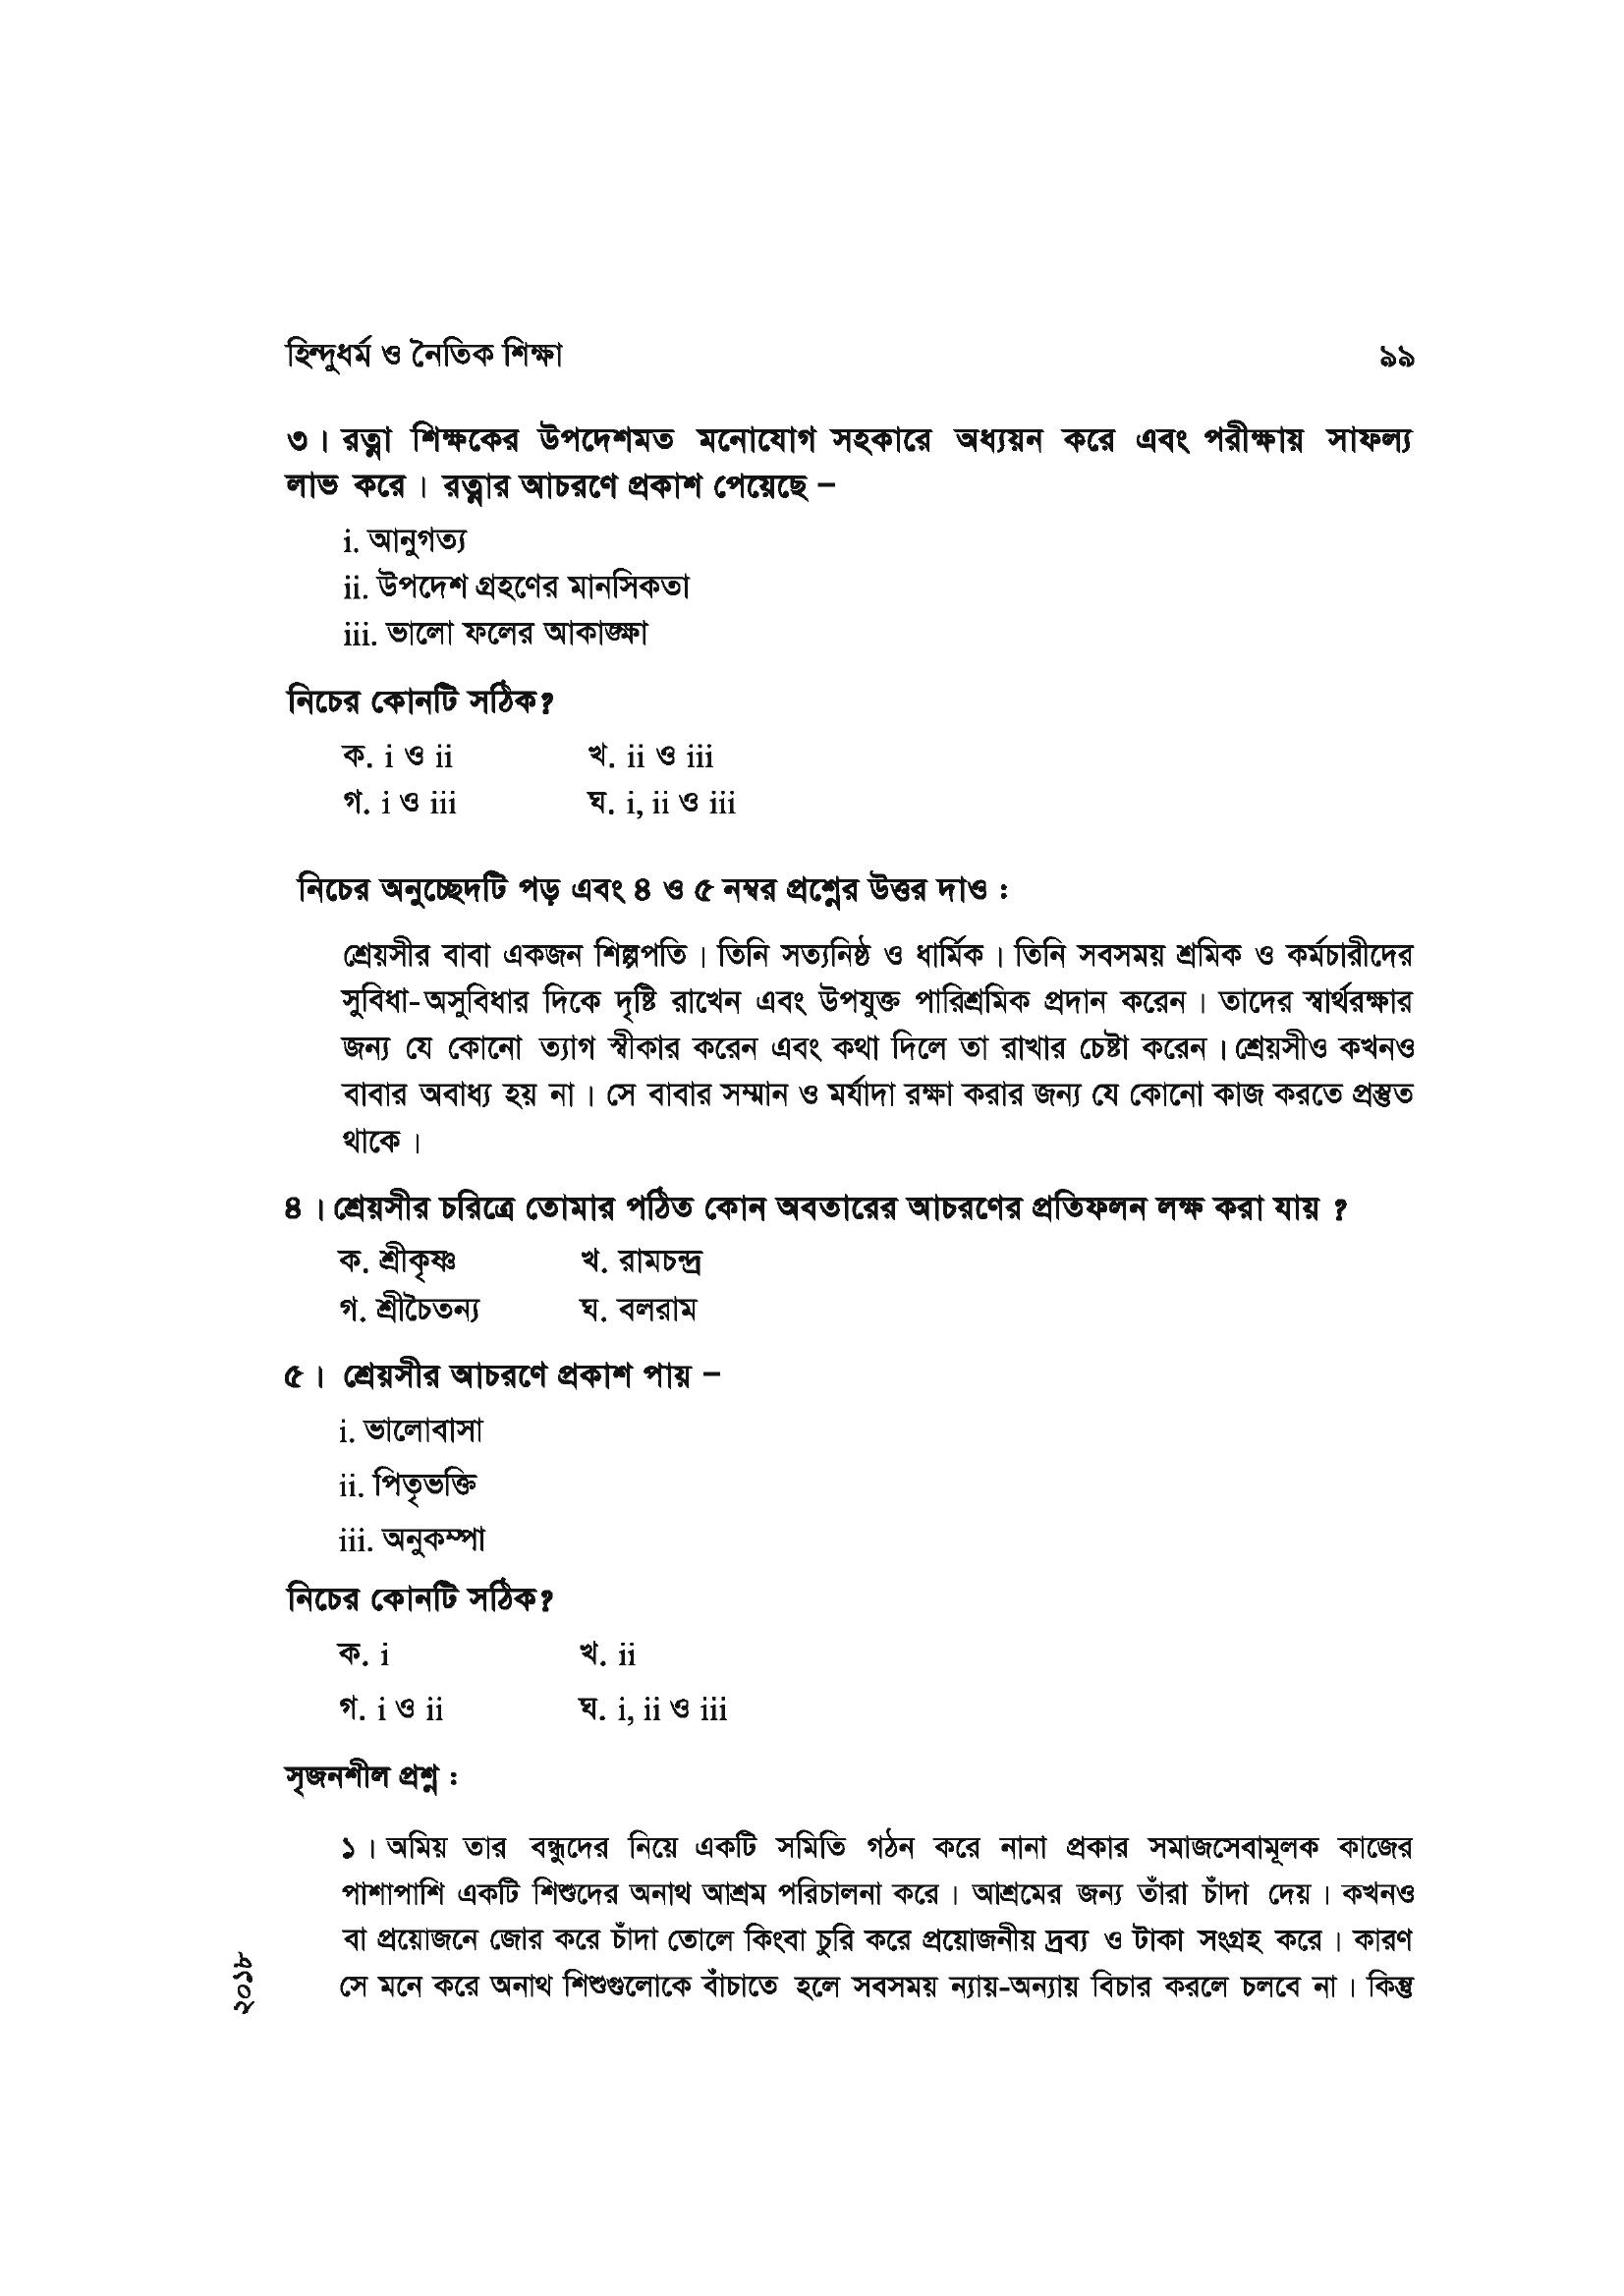 হিন্দুধর্ম ও নৈতিক শিক্ষা ৯৯
৩। রত্না শিক্ষকের উপদেশমত মনোযোগ সহকারে অধ্যয়ন করে এবং পরীক্ষায় সাফল্য
লাভ করে। রত্নার আচরণে প্রকাশ পেয়েছে –
i. আনুগত্য
ii. উপদেশ গ্রহণের মানসিকতা
iii. ভালো ফলের আকাঙ্ক্ষা
নিচের কোনটি সঠিক?
ক. i ও ii খ. ii ও iii
গ. i ও iii ঘ. i, ii ও iii
নিচের অনুচ্ছেদটি পড় এবং ৪ ও ৫ নম্বর প্রশ্নের উত্তর দাও :
শ্রেয়সীর বাবা একজন শিল্পপতি। তিনি সত্যনিষ্ঠ ও ধার্মিক। তিনি সবসময় শ্রমিক ও কর্মচারীদের
সুবিধা-অসুবিধার দিকে দৃষ্টি রাখেন এবং উপযুক্ত পারিশ্রমিক প্রদান করেন। তাদের স্বার্থরক্ষার
জন্য যে কোনো ত্যাগ স্বীকার করেন এবং কথা দিলে তা রাখার চেষ্টা করেন। শ্রেয়সীও কখনও
বাবার অবাধ্য হয় না। সে বাবার সম্মান ও মর্যাদা রক্ষা করার জন্য যে কোনো কাজ করতে প্রস্তুত
থাকে।
৪। শ্রেয়সীর চরিত্রে তোমার পঠিত কোন অবতারের আচরণের প্রতিফলন লক্ষ করা যায় ?
ক. শ্রীকৃষ্ণ খ. রামচন্দ্র
গ. শ্রীচৈতন্য ঘ. বলরাম
৫। শ্রেয়সীর আচরণে প্রকাশ পায় –
i. ভালোবাসা
ii. পিতৃভক্তি
iii. অনুকম্পা
নিচের কোনটি সঠিক?
ক. i খ. ii
গ. i ও ii ঘ. i, ii ও iii
সৃজনশীল প্রশ্ন :
১। অমিয় তার বন্ধুদের নিয়ে একটি সমিতি গঠন করে নানা প্রকার সমাজসেবামূলক কাজের
পাশাপাশি একটি শিশুদের অনাথ আশ্রম পরিচালনা করে। আশ্রমের জন্য তাঁরা চাঁদা দেয়। কখনও
বা প্রয়োজনে জোর করে চাঁদা তোলে কিংবা চুরি করে প্রয়োজনীয় দ্রব্য ও টাকা সংগ্রহ করে। কারণ
সে মনে করে অনাথ শিশুগুলোকে বাঁচাতে হলে সবসময় ন্যায়-অন্যায় বিচার করলে চলবে না। কিন্তু
২০১৮